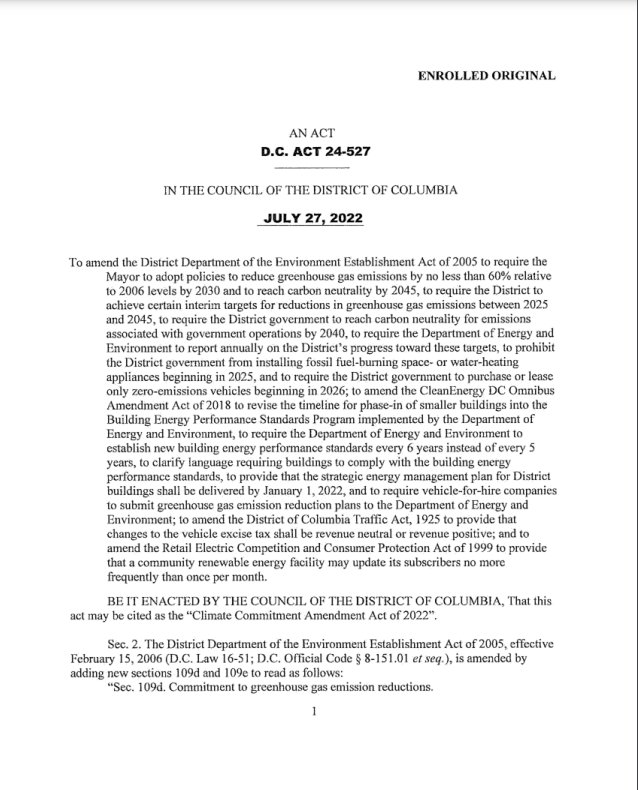 ENROLLED ORIGINAL
AN ACT
D.C. ACT 24-527
IN THE COUNCIL OF THE DISTRICT OF COLUMBIA
JULY 27, 2022
To amend the District Department of the Environment Establishment Act of 2005 to require the
Mayor to adopt policies to reduce greenhouse gas emissions by no less than 60% relative
to 2006 levels by 2030 and to reach carbon neutrality by 2045, to require the District to
achieve certain interim targets for reductions in greenhouse gas emissions between 2025
and 2045, to require the District government to reach carbon neutrality for emissions
associated with government operations by 2040, to require the Department of Energy and
Environment to report annually on the District's progress toward these targets, to prohibit
the District government from installing fossil fuel-burning space- or water-heating
appliances beginning in 2025, and to require the District government to purchase or lease
only zero-emissions vehicles beginning in 2026; to amend the CleanEnergy DC Omnibus
Amendment Act of 2018 to revise the timeline for phase-in of smaller buildings into the
Building Energy Performance Standards Program implemented by the Department of
Energy and Environment, to require the Department of Energy and Environment to
establish new building energy performance standards every 6 years instead of every 5
years, to clarify language requiring buildings to comply with the building energy
performance standards, to provide that the strategic energy management plan for District
buildings shall be delivered by January 1, 2022, and to require vehicle-for-hire companies
to submit greenhouse gas emission reduction plans to the Department of Energy and
Environment; to amend the District of Columbia Traffic Act, 1925 to provide that
changes to the vehicle excise tax shall be revenue neutral or revenue positive; and to
amend the Retail Electric Competition and Consumer Protection Act of 1999 to provide
that a community renewable energy facility may update its subscribers no more
frequently than once per month.
BE IT ENACTED BY THE COUNCIL OF THE DISTRICT OF COLUMBIA, That this
act may be cited as the "Climate Commitment Amendment Act of 2022".
Sec. 2. The District Department of the Environment Establishment Act of 2005, effective
February 15, 2006 (D.C. Law 16-51; D.C. Official Code § 8-151.01 et seq.), is amended by
adding new sections 109d and 109e to read as follows:
"Sec. 109d. Commitment to greenhouse gas emission reductions.
1